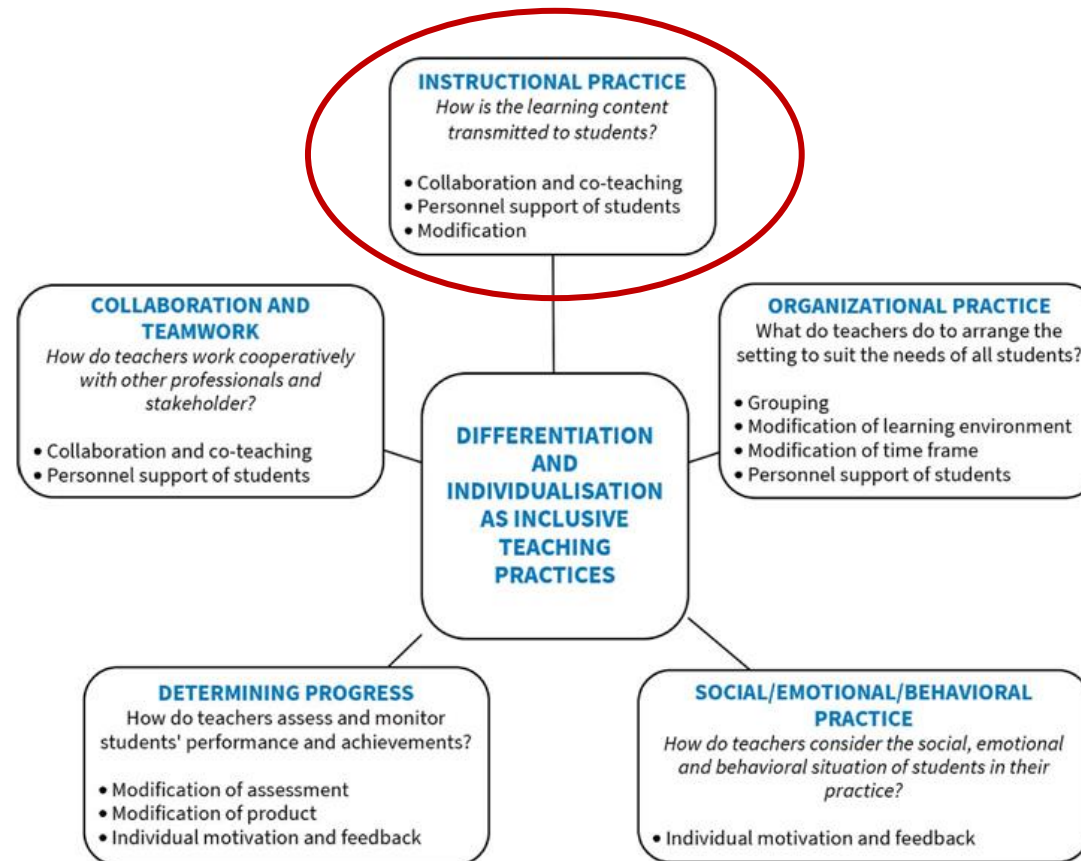 INSTRUCTIONAL PRACTICE
How is the learning content
transmitted to students?
• Collaboration and co-teaching
• Personnel support of students
• Modification
COLLABORATION AND
TEAMWORK
How do teachers work cooperatively
with other professionals and
stakeholder?
• Collaboration and co-teaching
• Personnel support of students
ORGANIZATIONAL PRACTICE
What do teachers do to arrange the
setting to suit the needs of all students?
• Grouping
• Modification of learning environment
• Modification of time frame
• Personnel support of students
DIFFERENTIATION
AND
INDIVIDUALISATION
AS INCLUSIVE
TEACHING
PRACTICES
DETERMINING PROGRESS
How do teachers assess and monitor
students' performance and achievements?
• Modification of assessment
• Modification of product
• Individual motivation and feedback
SOCIAL/EMOTIONAL/BEHAVIORAL
PRACTICE
How do teachers consider the social, emotional
and behavioral situation of students in their
practice?
• Individual motivation and feedback